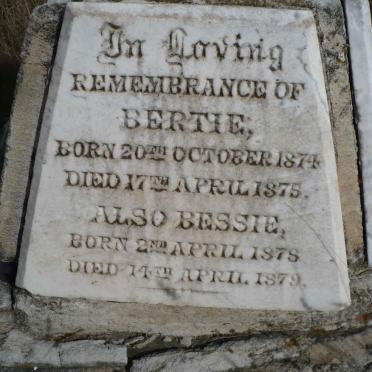 In Loving
REMEMBRANCE OF
BERTIE,
BORN 20TH OCTOBER 1874
DIED 17TH APRIL 1875.
ALSO BESSIE,
BORN 2ND APRIL 1878
DIED 14TH APRIL 1879.